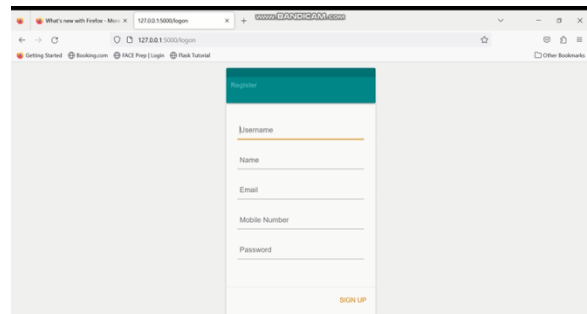 What's new with Firefox - More 127.0.0.1:5000/logon www.BANDICAM.com
127.0.0.1:5000/logon
Getting Started Booking.com FACE Prep | Login Flask Tutorial Other Bookmarks
Register
Username
Name
Email
Mobile Number
Password
SIGN UP